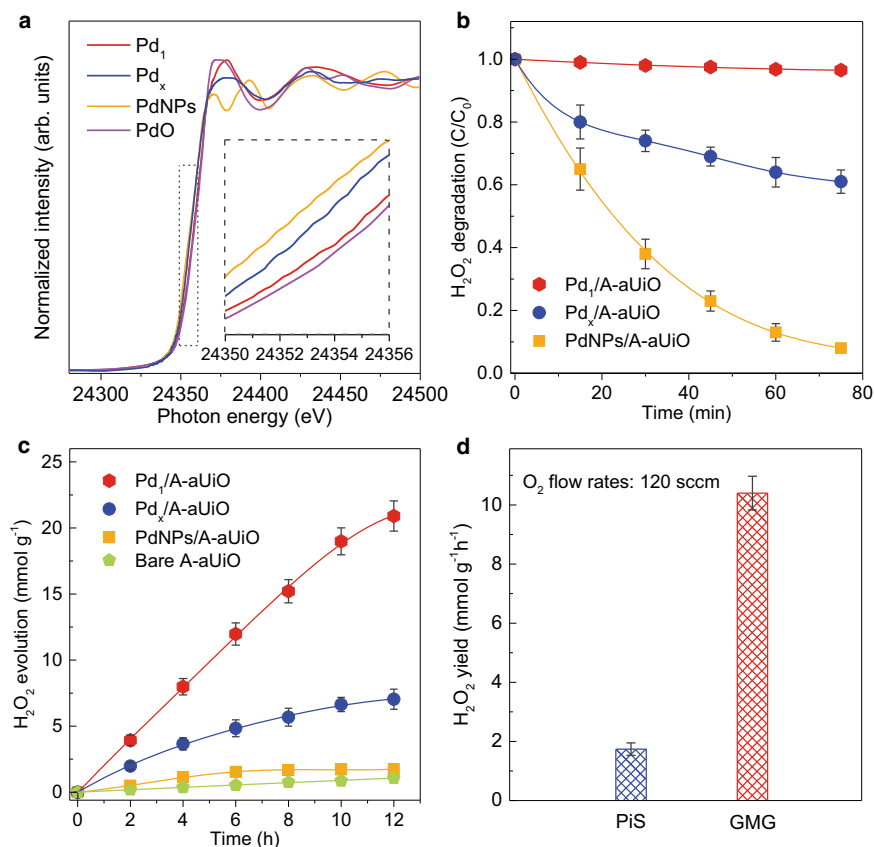 a
Pd₁
Pdₓ
PdNPs
PdO
Normalized intensity (arb. units)
24350 24352 24354 24356
24300 24350 24400 24450 24500
Photon energy (eV)
b
H₂O₂ degradation (C/C₀)
1.0
0.8
0.6
0.4
0.2
0.0
Pd₁/A-aUiO
Pdₓ/A-aUiO
PdNPs/A-aUiO
0 20 40 60 80
Time (min)
c
H₂O₂ evolution (mmol g⁻¹)
25
20
15
10
5
0
Pd₁/A-aUiO
Pdₓ/A-aUiO
PdNPs/A-aUiO
Bare A-aUiO
0 2 4 6 8 10 12
Time (h)
d
O₂ flow rates: 120 sccm
H₂O₂ yield (mmol g⁻¹h⁻¹)
10
8
6
4
2
0
PiS GMG